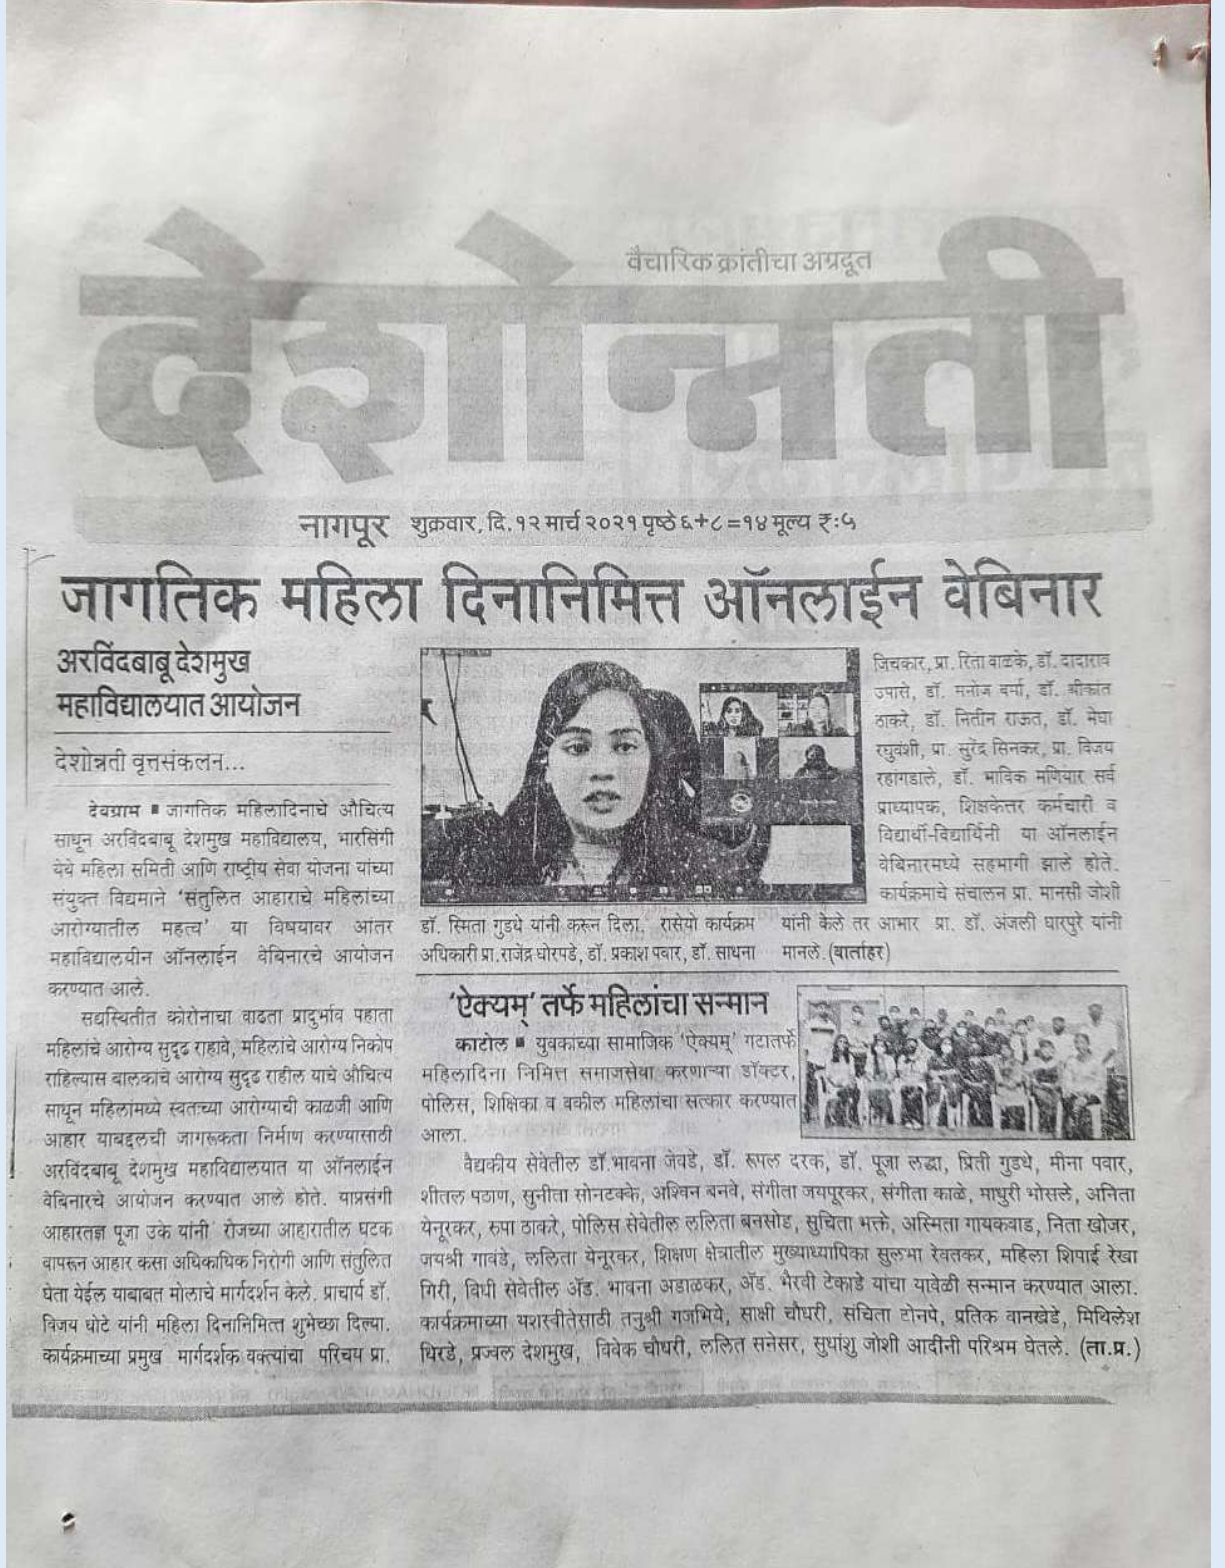 वैचारिक क्रांतीचा अग्रदूत
देशोन्नती
नागपूर शुक्रवार, दि. १२ मार्च २०२१ पृष्ठे ६+८=१४ मूल्य ₹:५
जागतिक महिला दिनानिमित्त ऑनलाईन वेबिनार
अरविंदबाबू देशमुख
महाविद्यालयात आयोजन
देशोन्नती वृत्तसंकलन...
देवग्राम ■ जागतिक महिलादिनाचे औचित्य
साधून अरविंदबाबू देशमुख महाविद्यालय, भारसिंगी
येथे महिला समिती आणि राष्ट्रीय सेवा योजना यांच्या
संयुक्त विद्यमाने 'संतुलित आहाराचे महिलांच्या
आरोग्यातील महत्व' या विषयावर आंतर
महाविद्यालयीन ऑनलाईन वेबिनारचे आयोजन
करण्यात आले.
सद्यस्थितीत कोरोनाचा वाढता प्रादुर्भाव पहाता
महिलांचे आरोग्य सुदृढ राहावे, महिलांचे आरोग्य निकोप
राहिल्यास बालकांचे आरोग्य सुदृढ राहील याचे औचित्य
साधून महिलांमध्ये स्वतःच्या आरोग्याची काळजी आणि
आहार याबद्दलची जागरूकता निर्माण करण्यासाठी
अरविंदबाबू देशमुख महाविद्यालयात या ऑनलाईन
वेबिनारचे आयोजन करण्यात आले होते. याप्रसंगी
आहारतज्ञ पूजा उके यांनी रोजच्या आहारातील घटक
वापरून आहार कसा अधिकाधिक निरोगी आणि संतुलित
घेता येईल याबाबत मोलाचे मार्गदर्शन केले. प्राचार्य डॉ.
विजय धोटे यांनी महिला दिनानिमित्त शुभेच्छा दिल्या.
कार्यक्रमाच्या प्रमुख मार्गदर्शक वक्त्यांचा परिचय प्रा.
डॉ. स्मिता गुडधे यांनी करून दिला. रासेयो कार्यक्रम
अधिकारी प्रा.राजेंद्र घोरपडे, डॉ. प्रकाश पवार, डॉ. साधना
जिचकार, प्रा. रिता वाळके, डॉ. दादाराव
उपासे, डॉ. मनोज वर्मा, डॉ. श्रीकांत
ठाकरे, डॉ. नितीन राऊत, डॉ. मेघा
रघुवंशी, प्रा. सुरेंद्र सिनकर, प्रा. विजय
रहांगडाले, डॉ. भाविक मणियार सर्व
प्राध्यापक, शिक्षकेत्तर कर्मचारी व
विद्यार्थी-विद्यार्थिनी या ऑनलाईन
वेबिनारमध्ये सहभागी झाले होते.
कार्यक्रमाचे संचालन प्रा. मानसी जोशी
यांनी केले तर आभार प्रा. डॉ. अंजली घारपुरे यांनी
मानले. (वार्ताहर)
'ऐक्यम्' तर्फे महिलांचा सन्मान
काटोल ■ युवकांच्या सामाजिक 'ऐक्यम्' गटातर्फे
महिलादिना निमित्त समाजसेवा करणाऱ्या डॉक्टर,
पोलिस, शिक्षिका व वकील महिलांचा सत्कार करण्यात
आला.
वैद्यकीय सेवेतील डॉ.भावना जेवडे, डॉ. रूपल दरक, डॉ. पूजा लद्धा, प्रिती गुडधे, मीना पवार,
शीतल पठाण, सुनीता सोनटक्के, अश्विन बनवे, संगीता जयपूरकर, संगीता काळे, माधुरी भोसले, अनिता
येनूरकर, रूपा ठाकरे, पोलिस सेवेतील ललिता बनसोड, सुचिता भक्ते, अस्मिता गायकवाड, निता खोजर,
जयश्री गावंडे, ललिता येनूरकर, शिक्षण क्षेत्रातील मुख्याध्यापिका सुलभा रेवतकर, महिला शिपाई रेखा
गिरी, विधी सेवेतील ॲड. भावना अडाळकर, ॲड. भैरवी टेकाडे यांचा यावेळी सन्मान करण्यात आला.
कार्यक्रमाच्या यशस्वीतेसाठी तनुश्री गजभिये, साक्षी चौधरी, संचिता टोनपे, प्रतिक वानखेडे, मिथिलेश
धिरडे, प्रज्वल देशमुख, विवेक चौधरी, ललित सनेसर, सुधांशु जोशी आदीनी परिश्रम घेतले. (ता.प्र.)